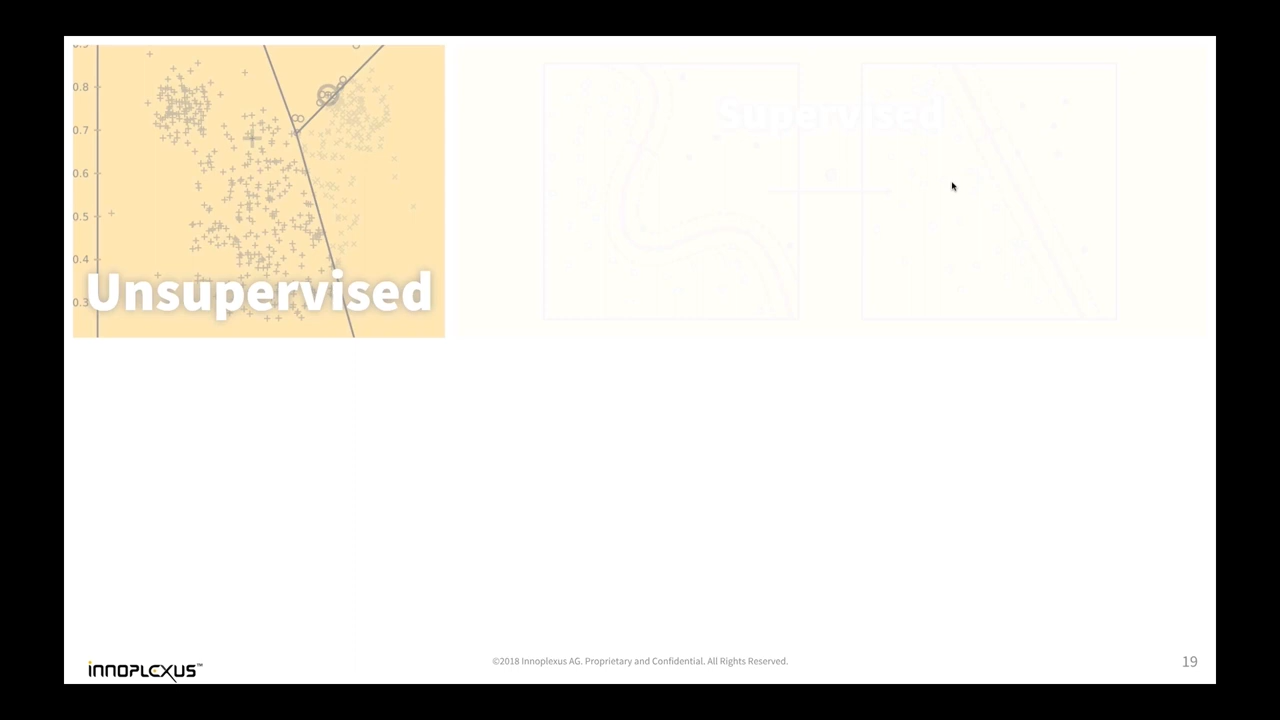 0.8
0.7
0.6
0.5
0.4
0.3
Unsupervised
Supervised
INNOPLEXUS™
©2018 Innoplexus AG. Proprietary and Confidential. All Rights Reserved.
19